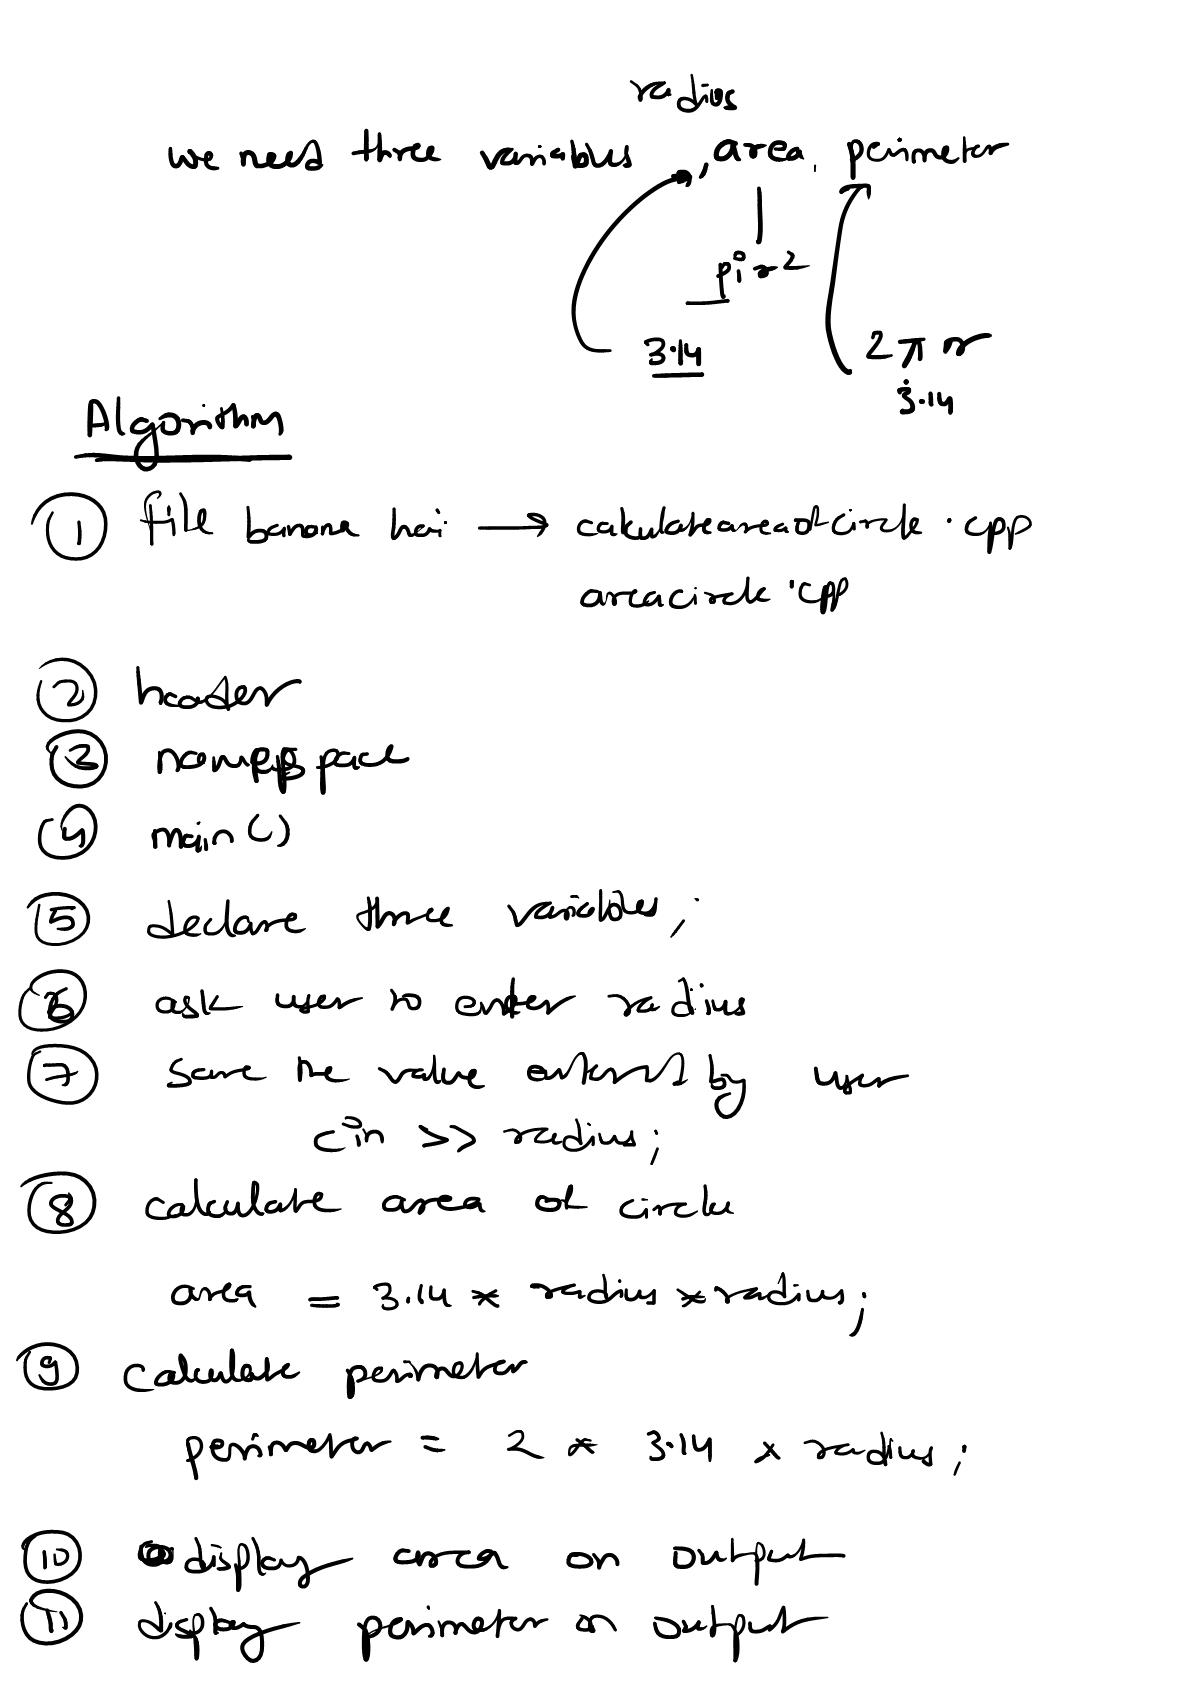 radius
we need three variables , area, perimeter
pi r2
3.14
2 π r
3.14
Algorithm
1 file banana hai → calculateareaofcircle.cpp
areacircle.cpp
2 header
3
4 main()
5 declare three variables;
6 ask user to enter radius
7 save the value entered by user
cin >> radius;
8 calculate area of circle
area = 3.14 * radius * radius;
9 calculate perimeter
perimeter = 2 * 3.14 * radius;
10 display area on output
11 display perimeter on output